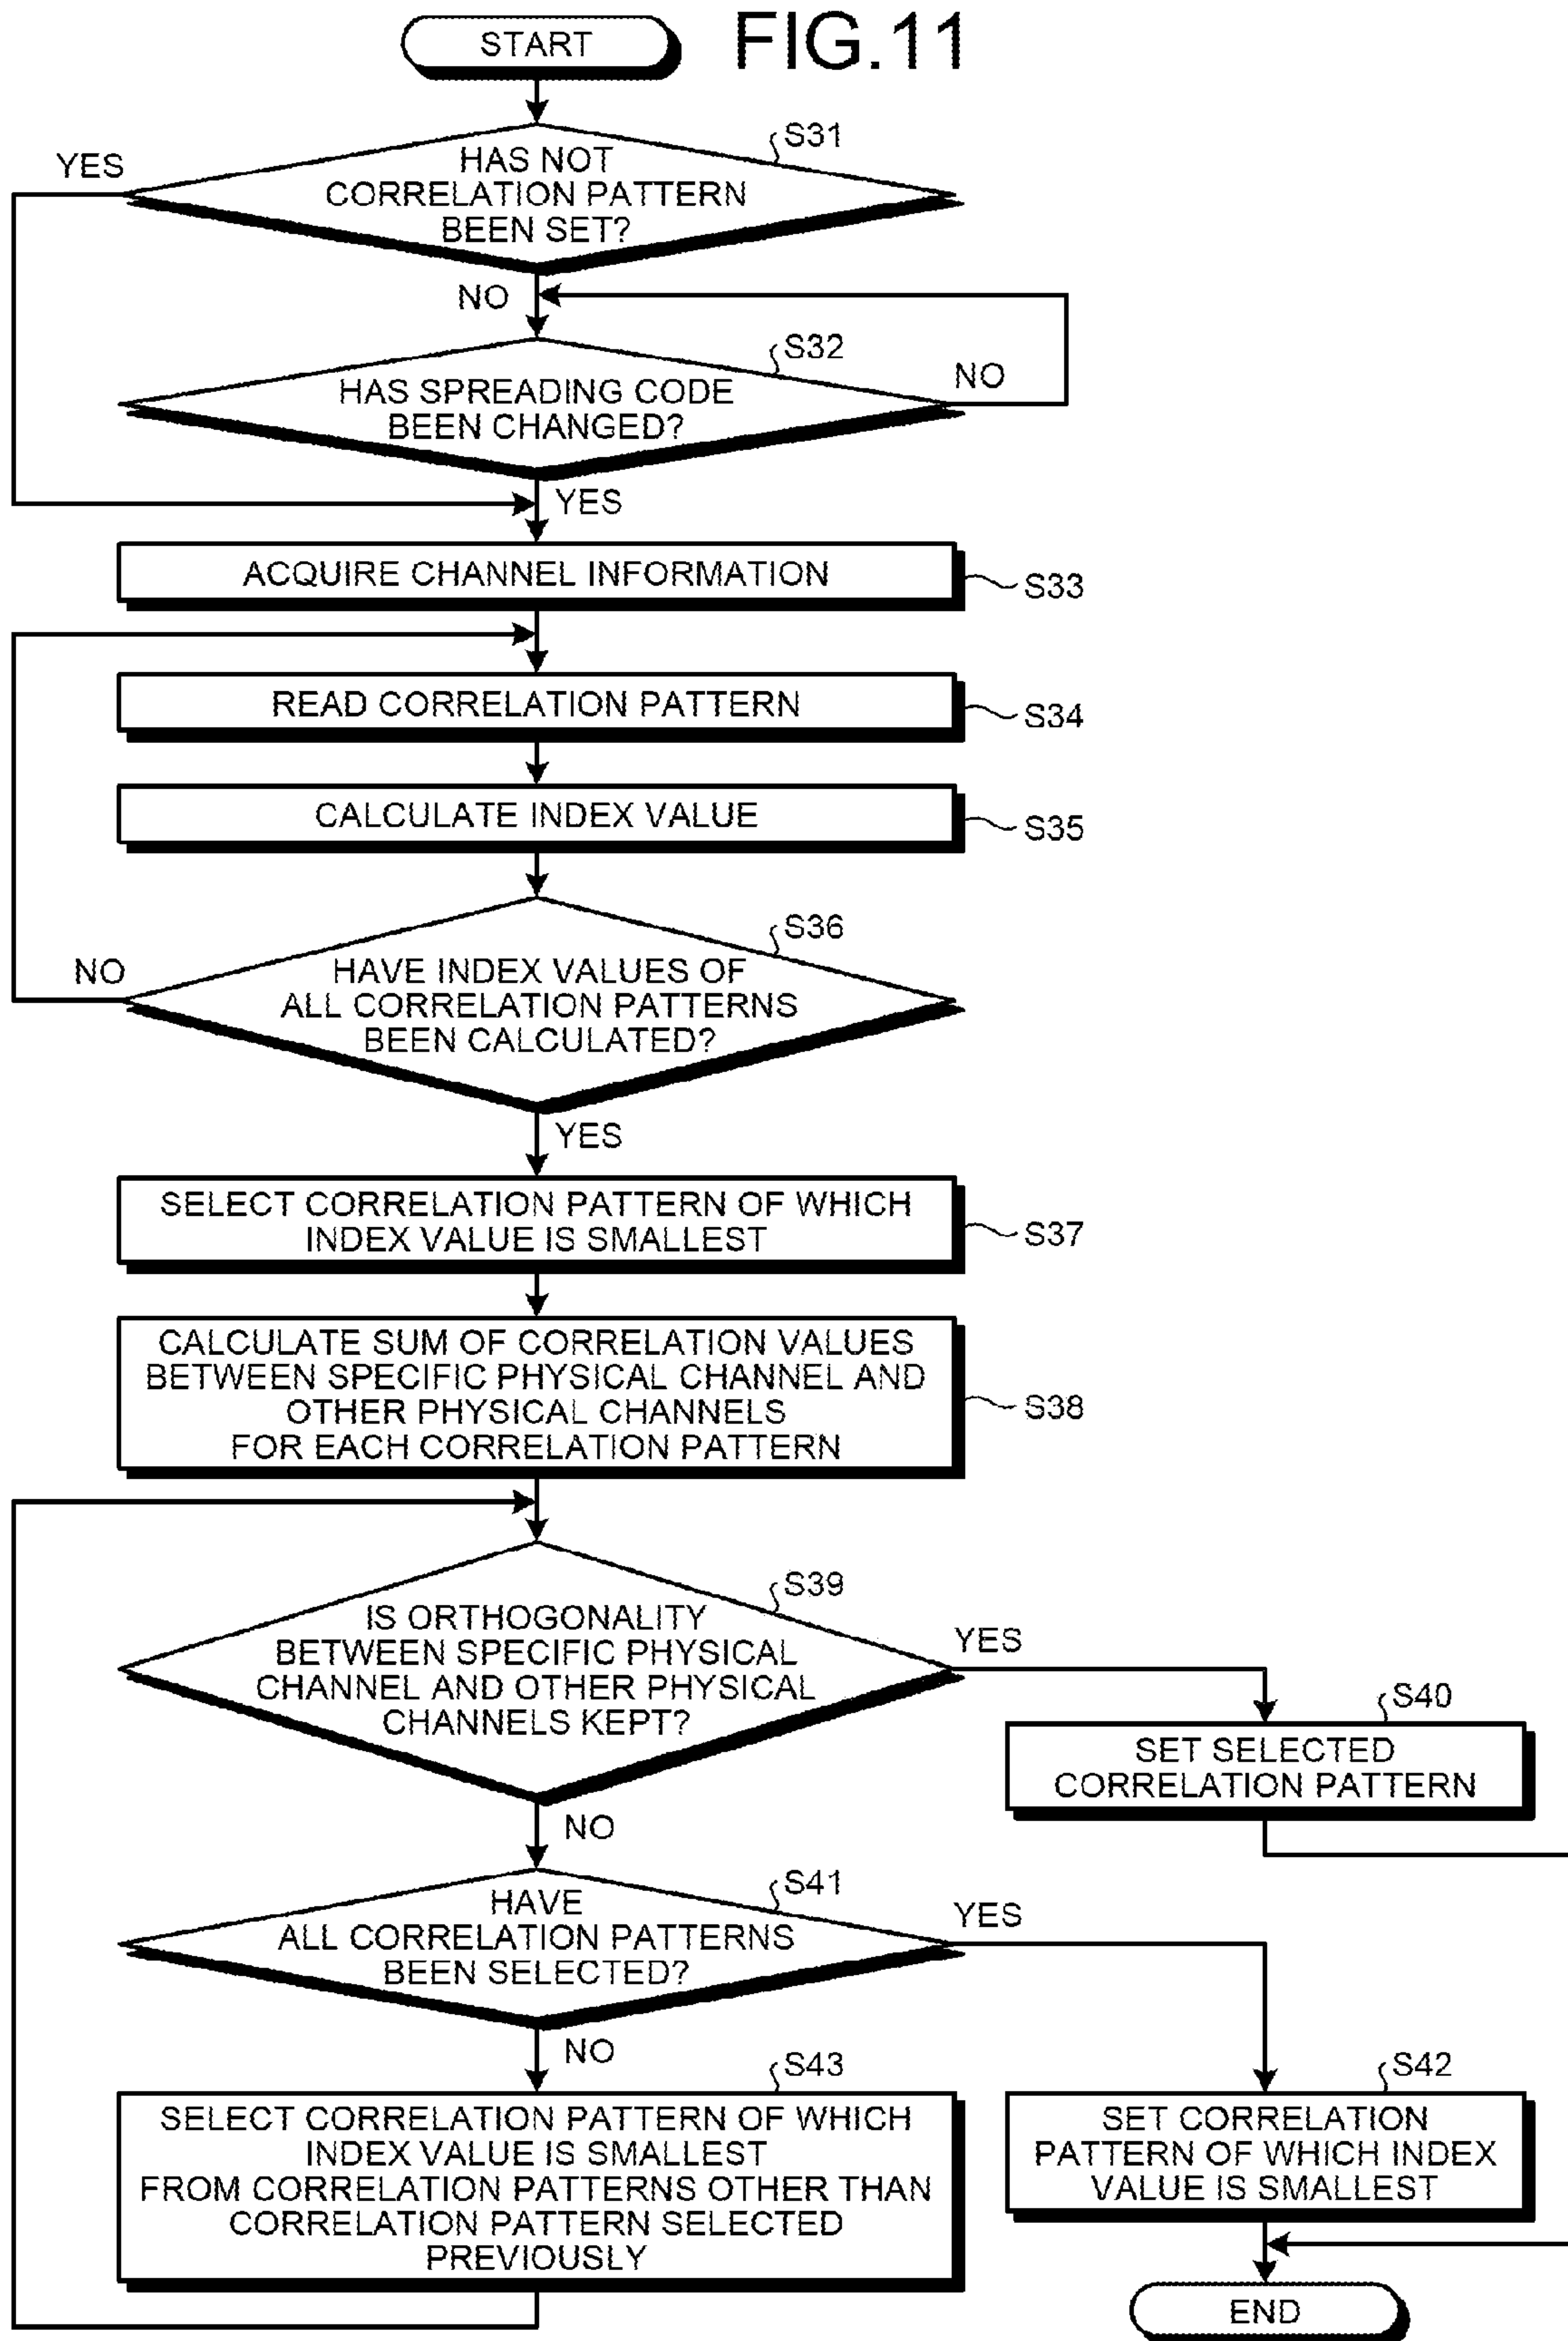 FIG.11
START
S31
YES
HAS NOT
CORRELATION PATTERN
BEEN SET?
NO
S32
HAS SPREADING CODE
BEEN CHANGED?
NO
YES
ACQUIRE CHANNEL INFORMATION
S33
READ CORRELATION PATTERN
S34
CALCULATE INDEX VALUE
S35
S36
NO
HAVE INDEX VALUES OF
ALL CORRELATION PATTERNS
BEEN CALCULATED?
YES
SELECT CORRELATION PATTERN OF WHICH
INDEX VALUE IS SMALLEST
S37
CALCULATE SUM OF CORRELATION VALUES
BETWEEN SPECIFIC PHYSICAL CHANNEL AND
OTHER PHYSICAL CHANNELS
FOR EACH CORRELATION PATTERN
S38
S39
IS ORTHOGONALITY
BETWEEN SPECIFIC PHYSICAL
CHANNEL AND OTHER PHYSICAL
CHANNELS KEPT?
YES
S40
SET SELECTED
CORRELATION PATTERN
NO
S41
HAVE
ALL CORRELATION PATTERNS
BEEN SELECTED?
YES
NO
S43
SELECT CORRELATION PATTERN OF WHICH
INDEX VALUE IS SMALLEST
FROM CORRELATION PATTERNS OTHER THAN
CORRELATION PATTERN SELECTED
PREVIOUSLY
S42
SET CORRELATION
PATTERN OF WHICH INDEX
VALUE IS SMALLEST
END